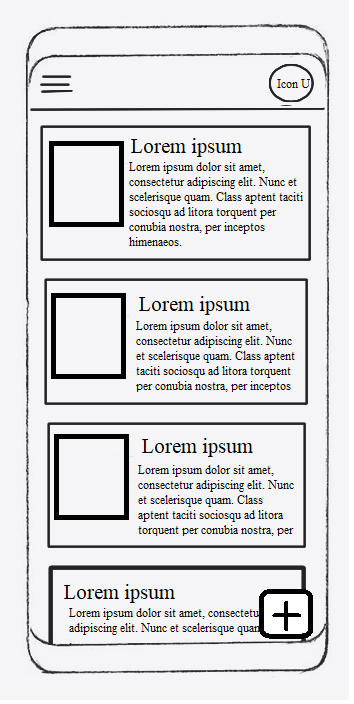 Icon U
Lorem ipsum
Lorem ipsum dolor sit amet,
consectetur adipiscing elit. Nunc et
scelerisque quam. Class aptent taciti
sociosqu ad litora torquent per
conubia nostra, per inceptos
himenaeos.
Lorem ipsum
Lorem ipsum dolor sit amet,
consectetur adipiscing elit. Nunc
et scelerisque quam. Class aptent
taciti sociosqu ad litora torquent
per conubia nostra, per inceptos
Lorem ipsum
Lorem ipsum dolor sit amet,
consectetur adipiscing elit. Nunc
et scelerisque quam. Class
aptent taciti sociosqu ad litora
torquent per conubia nostra, per
Lorem ipsum
Lorem ipsum dolor sit amet, consectetu
adipiscing elit. Nunc et scelerisque quam